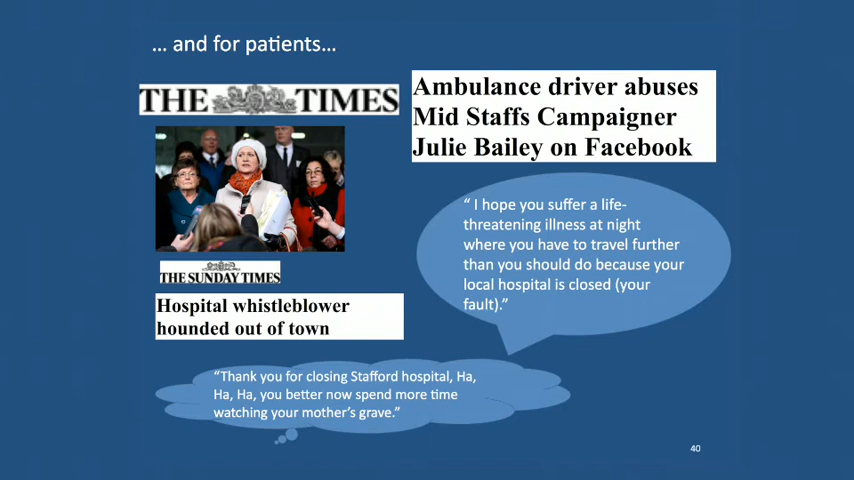 … and for patients…
THE TIMES
Ambulance driver abuses
Mid Staffs Campaigner
Julie Bailey on Facebook
“ I hope you suffer a life-
threatening illness at night
where you have to travel further
than you should do because your
local hospital is closed (your
fault).”
THE SUNDAY TIMES
Hospital whistleblower
hounded out of town
“Thank you for closing Stafford hospital, Ha,
Ha, Ha, you better now spend more time
watching your mother’s grave.”
40